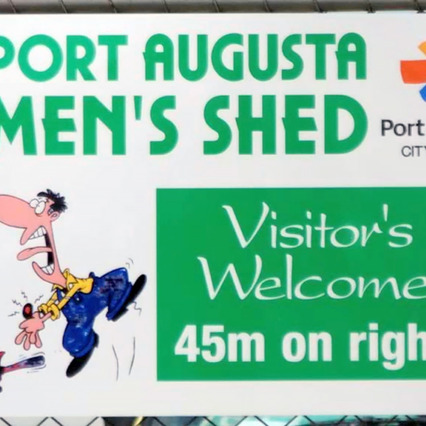 PORT AUGUSTA
MEN'S SHED
Port
CITY
Visitor's
Welcome
45m on righ